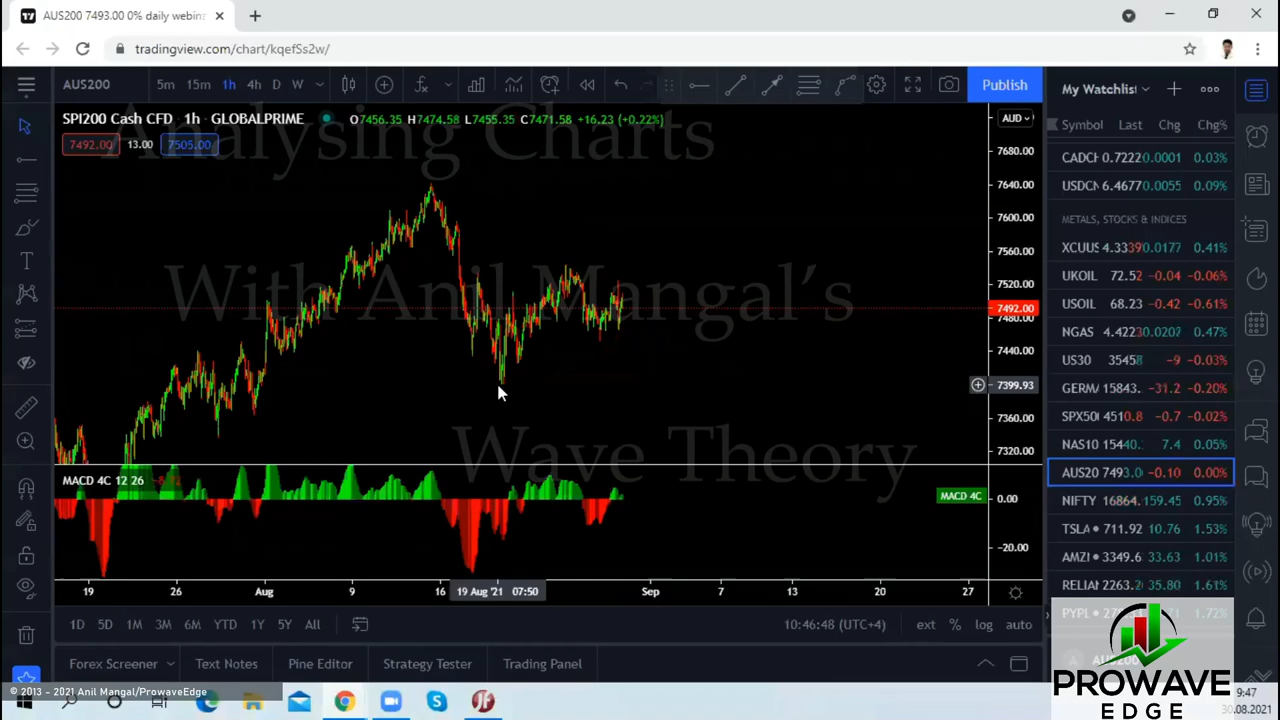 AUS200 7493.00 0% daily webina
tradingview.com/chart/kqefSs2w/
AUS200 5m 15m 1h 4h D W Publish
My Watchlist
Symbol Last Chg Chg%
SPI200 Cash CFD · 1h · GLOBALPRIME O7456.35 H7474.58 L7455.35 C7471.58 +16.23 (+0.22%)
AUD
7492.00 13.00 7505.00
Analysing Charts
With Anil Mangal's
Wave Theory
7680.00
7640.00
7600.00
7560.00
7520.00
7492.00
7480.00
7440.00
7399.93
7360.00
7320.00
MACD 4C 12 26
MACD 4C 0.00
-20.00
19 26 Aug 9 16 19 Aug '21 07:50 Sep 7 13 20 27
CADCH 0.7222 0.0001 0.03%
USDCN 6.4677 0.0055 0.09%
METALS, STOCKS & INDICES
XCUUS 4.4339 0.0177 0.41%
UKOIL 72.52 -0.04 -0.06%
USOIL 68.23 -0.42 -0.61%
NGAS 4.4223 0.0202 0.47%
US30 35458 -9 -0.03%
GERM 15843. -31.2 -0.20%
SPX50 4510.8 -0.7 -0.02%
NAS10 15440. 7.4 0.05%
AUS20 7493.0 -0.10 0.00%
NIFTY 16864. 159.45 0.95%
TSLA 711.92 10.76 1.53%
AMZN 3349.6 33.63 1.01%
RELIAN 2263.2 35.80 1.61%
PYPL 1.72%
1D 5D 1M 3M 6M YTD 1Y 5Y All
10:46:48 (UTC+4) ext % log auto
Forex Screener Text Notes Pine Editor Strategy Tester Trading Panel
© 2013 - 2021 Anil Mangal/ProwaveEdge
PROWAVE
EDGE
9:47
30.08.2021